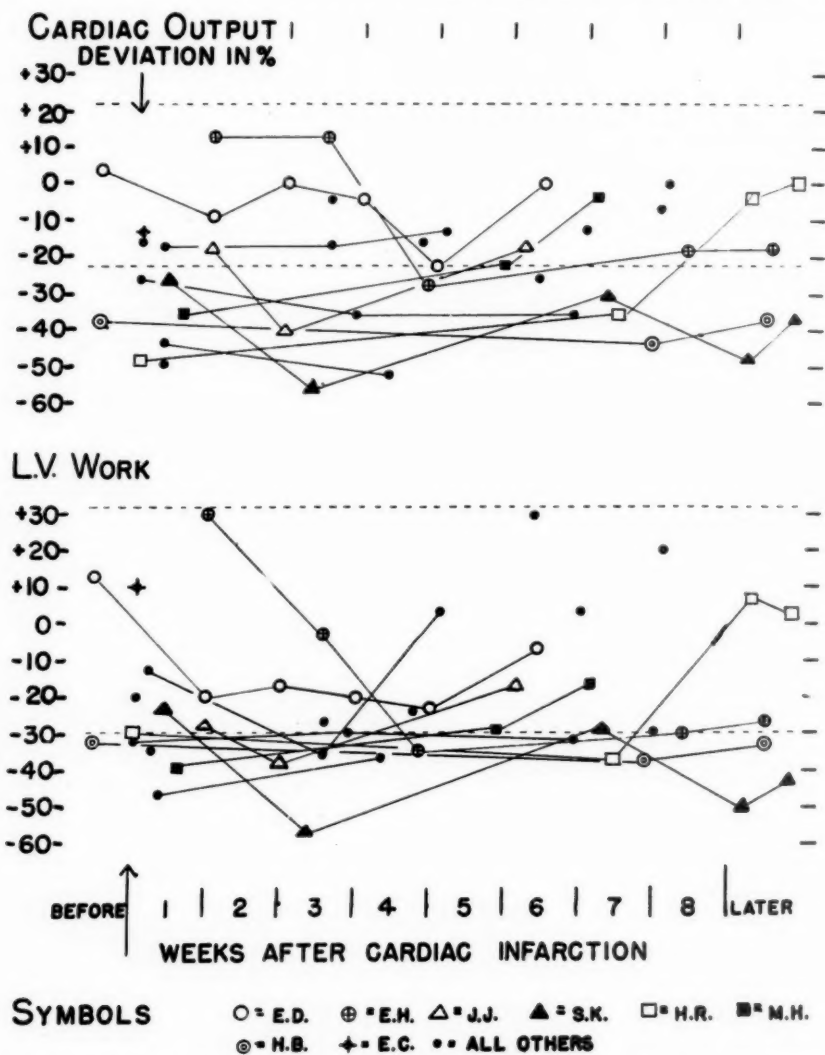 CARDIAC OUTPUT
DEVIATION IN %
+30-
+20-
+10-
0-
-10-
-20-
-30-
-40-
-50-
-60-
L.V. WORK
+30-
+20-
+10-
0-
-10-
-20-
-30-
-40-
-50-
-60-
BEFORE 1 | 2 | 3 | 4 | 5 | 6 | 7 | 8 | LATER
WEEKS AFTER CARDIAC INFARCTION
SYMBOLS ○= E.D. ⊕= E.H. △= J.J. ▲= S.K. □= H.R. ■= M.H.
◎= H.B. ✦= E.C. •= ALL OTHERS